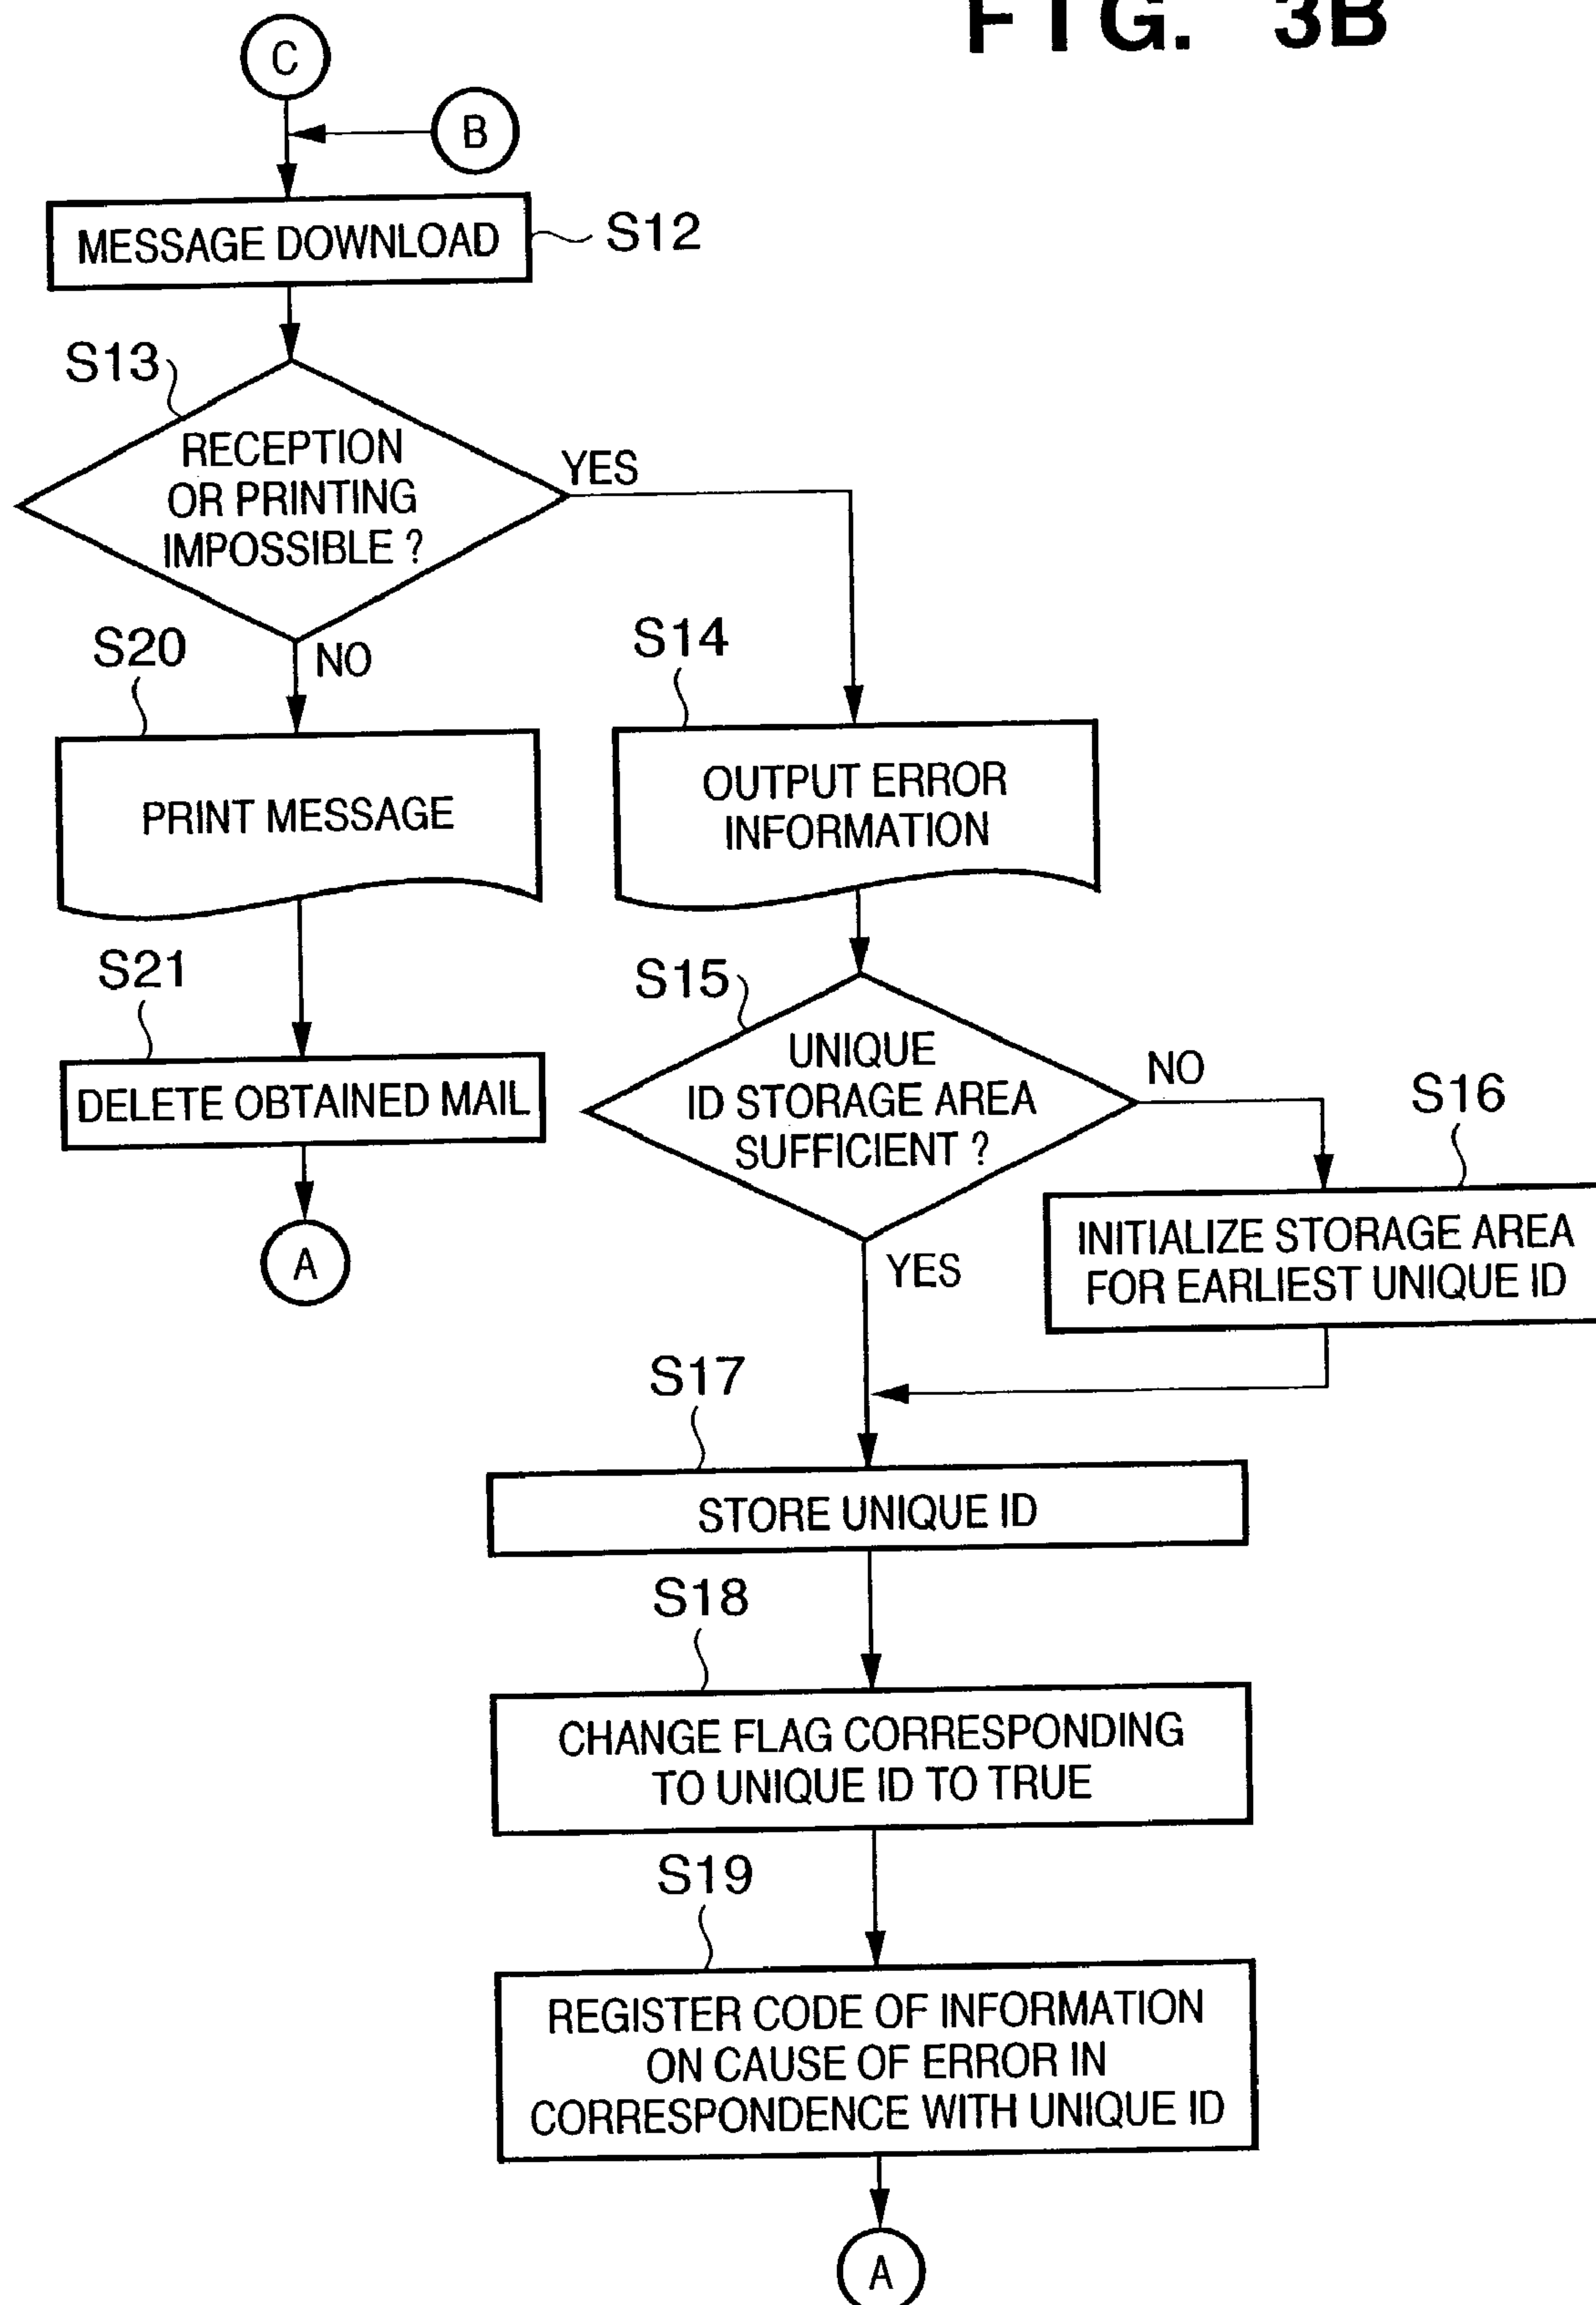 FIG. 3B
C
B
MESSAGE DOWNLOAD
S12
S13
RECEPTION
OR PRINTING
IMPOSSIBLE ?
YES
NO
S20
PRINT MESSAGE
S21
DELETE OBTAINED MAIL
A
S14
OUTPUT ERROR
INFORMATION
S15
UNIQUE
ID STORAGE AREA
SUFFICIENT ?
NO
YES
S16
INITIALIZE STORAGE AREA
FOR EARLIEST UNIQUE ID
S17
STORE UNIQUE ID
S18
CHANGE FLAG CORRESPONDING
TO UNIQUE ID TO TRUE
S19
REGISTER CODE OF INFORMATION
ON CAUSE OF ERROR IN
CORRESPONDENCE WITH UNIQUE ID
A